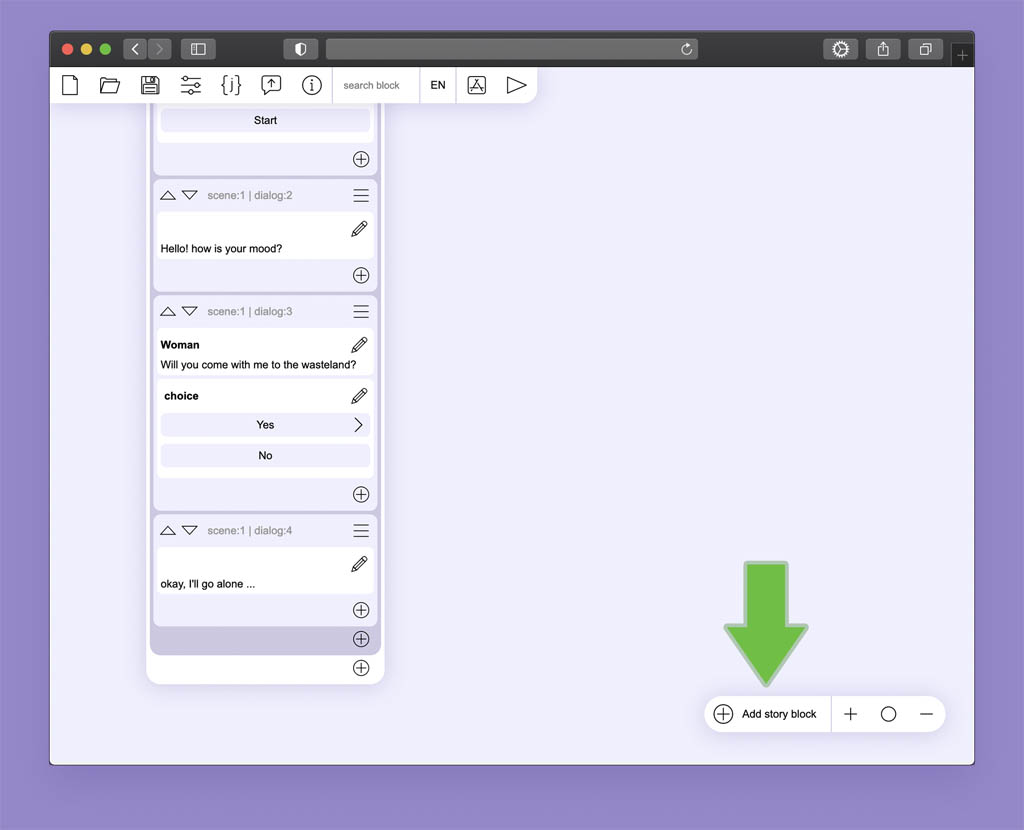 search block
EN
Start
scene:1 | dialog:2
Hello! how is your mood?
scene:1 | dialog:3
Woman
Will you come with me to the wasteland?
choice
Yes
No
scene:1 | dialog:4
okay, I'll go alone ...
Add story block